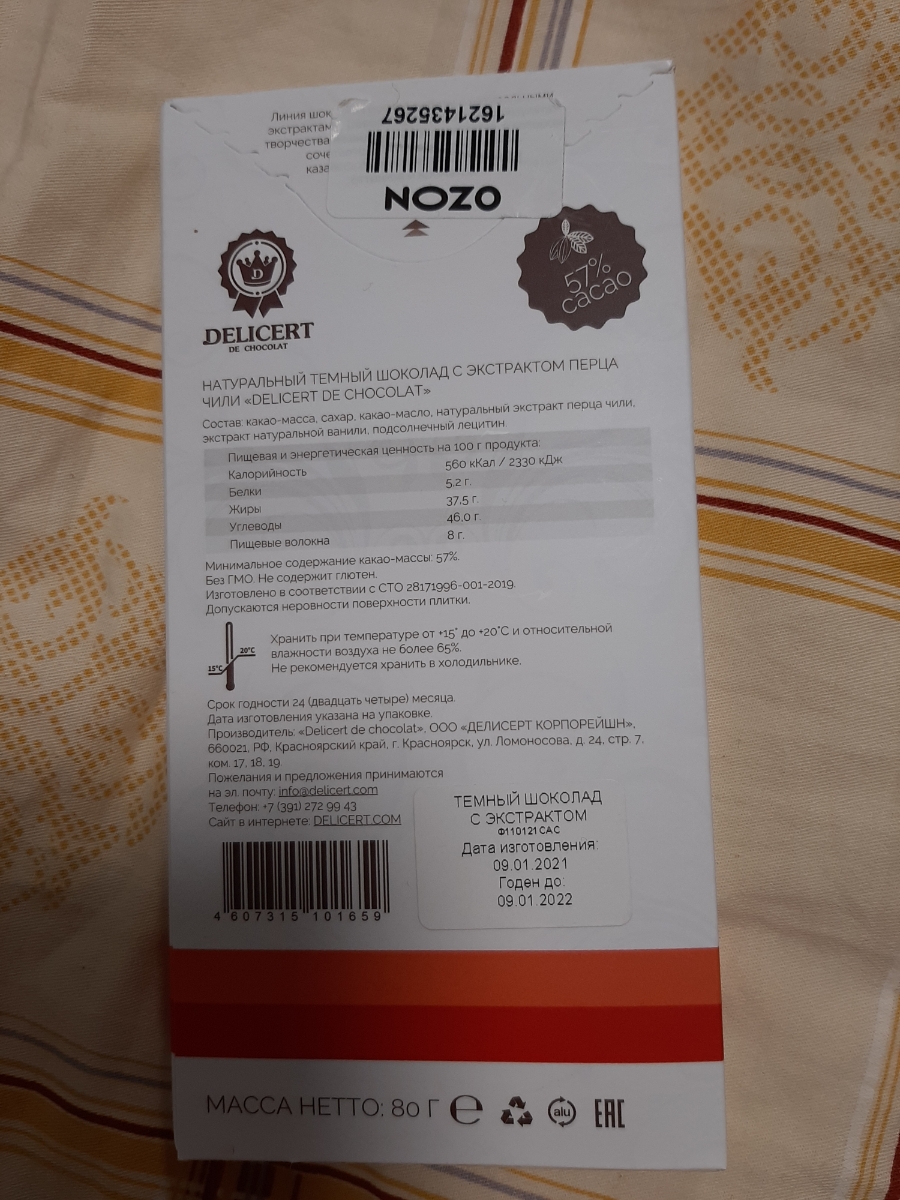 Линия шок
экстрактам
творчества
соче
каза
1621435267
OZON
57%
cacao
D
DELICERT
DE CHOCOLAT
НАТУРАЛЬНЫЙ ТЕМНЫЙ ШОКОЛАД С ЭКСТРАКТОМ ПЕРЦА
ЧИЛИ «DELICERT DE CHOCOLAT»
Состав: какао-масса, сахар, какао-масло, натуральный экстракт перца чили,
экстракт натуральной ванили, подсолнечный лецитин.
Пищевая и энергетическая ценность на 100 г продукта:
Калорийность 560 кКал / 2330 кДж
Белки 5,2 г.
Жиры 37,5 г.
Углеводы 46,0 г.
Пищевые волокна 8 г.
Минимальное содержание какао-массы: 57%.
Без ГМО. Не содержит глютен.
Изготовлено в соответствии с СТО 28171996-001-2019.
Допускаются неровности поверхности плитки.
20°C
15°C
Хранить при температуре от +15° до +20°С и относительной
влажности воздуха не более 65%.
Не рекомендуется хранить в холодильнике.
Срок годности 24 (двадцать четыре) месяца.
Дата изготовления указана на упаковке.
Производитель: «Delicert de chocolat», ООО «ДЕЛИСЕРТ КОРПОРЕЙШН»,
660021, РФ, Красноярский край, г. Красноярск, ул. Ломоносова, д. 24, стр. 7,
ком. 17, 18, 19.
Пожелания и предложения принимаются
на эл. почту: info@delicert.com
Телефон: +7 (391) 272 99 43
Сайт в интернете: DELICERT.COM
4 607315 101659
ТЕМНЫЙ ШОКОЛАД
С ЭКСТРАКТОМ
Ф110121САС
Дата изготовления:
09.01.2021
Годен до:
09.01.2022
МАССА НЕТТО: 80 Г ℮ alu EAC